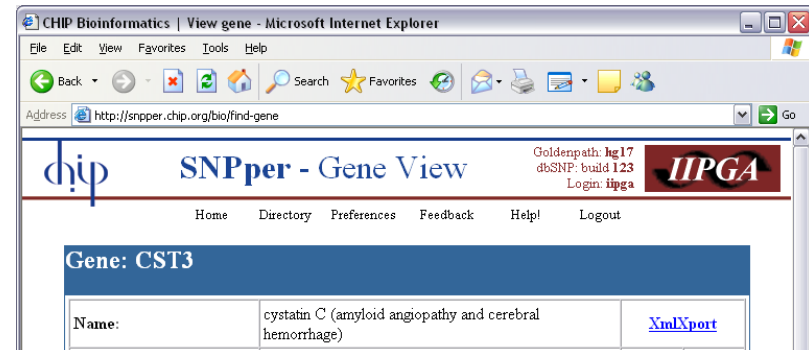 CHIP Bioinformatics | View gene - Microsoft Internet Explorer
File Edit View Favorites Tools Help
Back Search Favorites
Address http://snpper.chip.org/bio/find-gene Go
chip SNPper - Gene View
Goldenpath: hg17
dbSNP: build 123
Login: iipga
IIPGA
Home Directory Preferences Feedback Help! Logout
Gene: CST3
Name: cystatin C (amyloid angiopathy and cerebral
hemorrhage) XmlXport